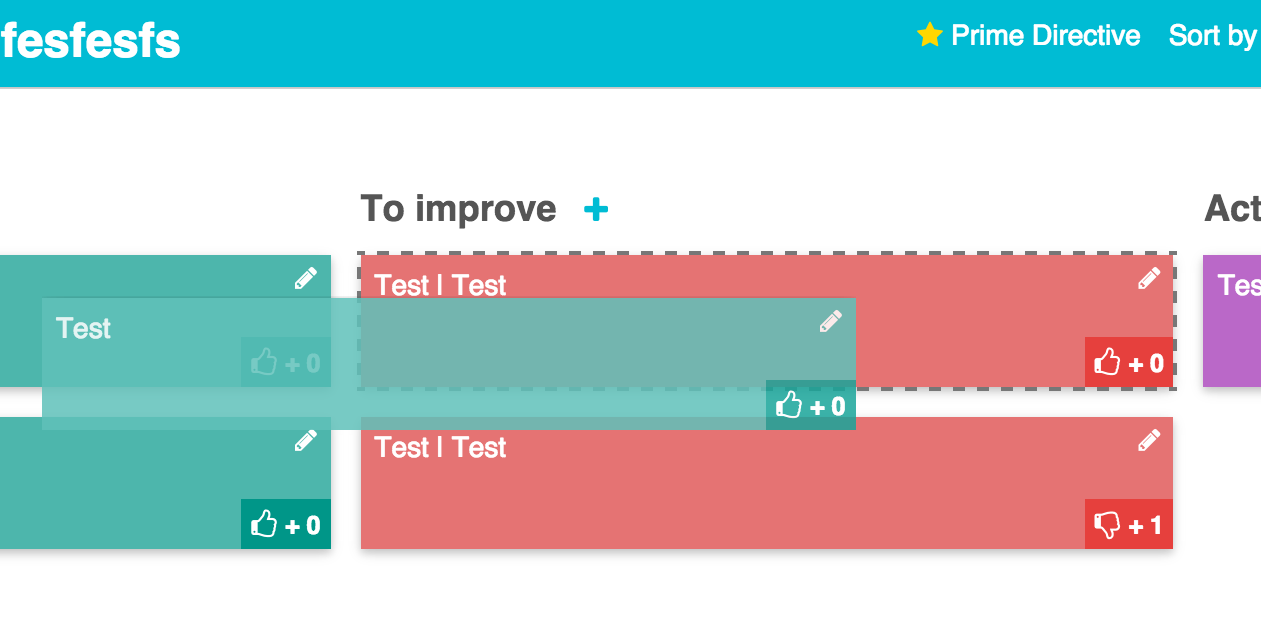 fesfesfs
Prime Directive Sort by
To improve +
Act
Test | Test
+ 0
Tes
Test
+ 0
+ 0
Test | Test
+ 0
+ 1